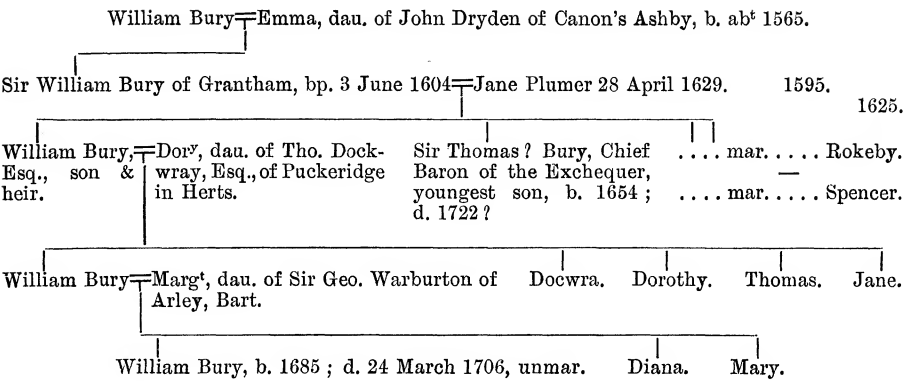 William Bury=Emma, dau. of John Dryden of Canon's Ashby, b. abᵗ 1565.
Sir William Bury of Grantham, bp. 3 June 1604=Jane Plumer 28 April 1629. 1595.
1625.
William Bury,=Dorʸ, dau. of Tho. Dock- Sir Thomas? Bury, Chief .... mar..... Rokeby.
Esq., son & wray, Esq., of Puckeridge Baron of the Exchequer, —
heir. in Herts. youngest son, b. 1654; .... mar..... Spencer.
d. 1722?
William Bury=Margᵗ, dau. of Sir Geo. Warburton of Docwra. Dorothy. Thomas. Jane.
Arley, Bart.
William Bury, b. 1685; d. 24 March 1706, unmar. Diana. Mary.